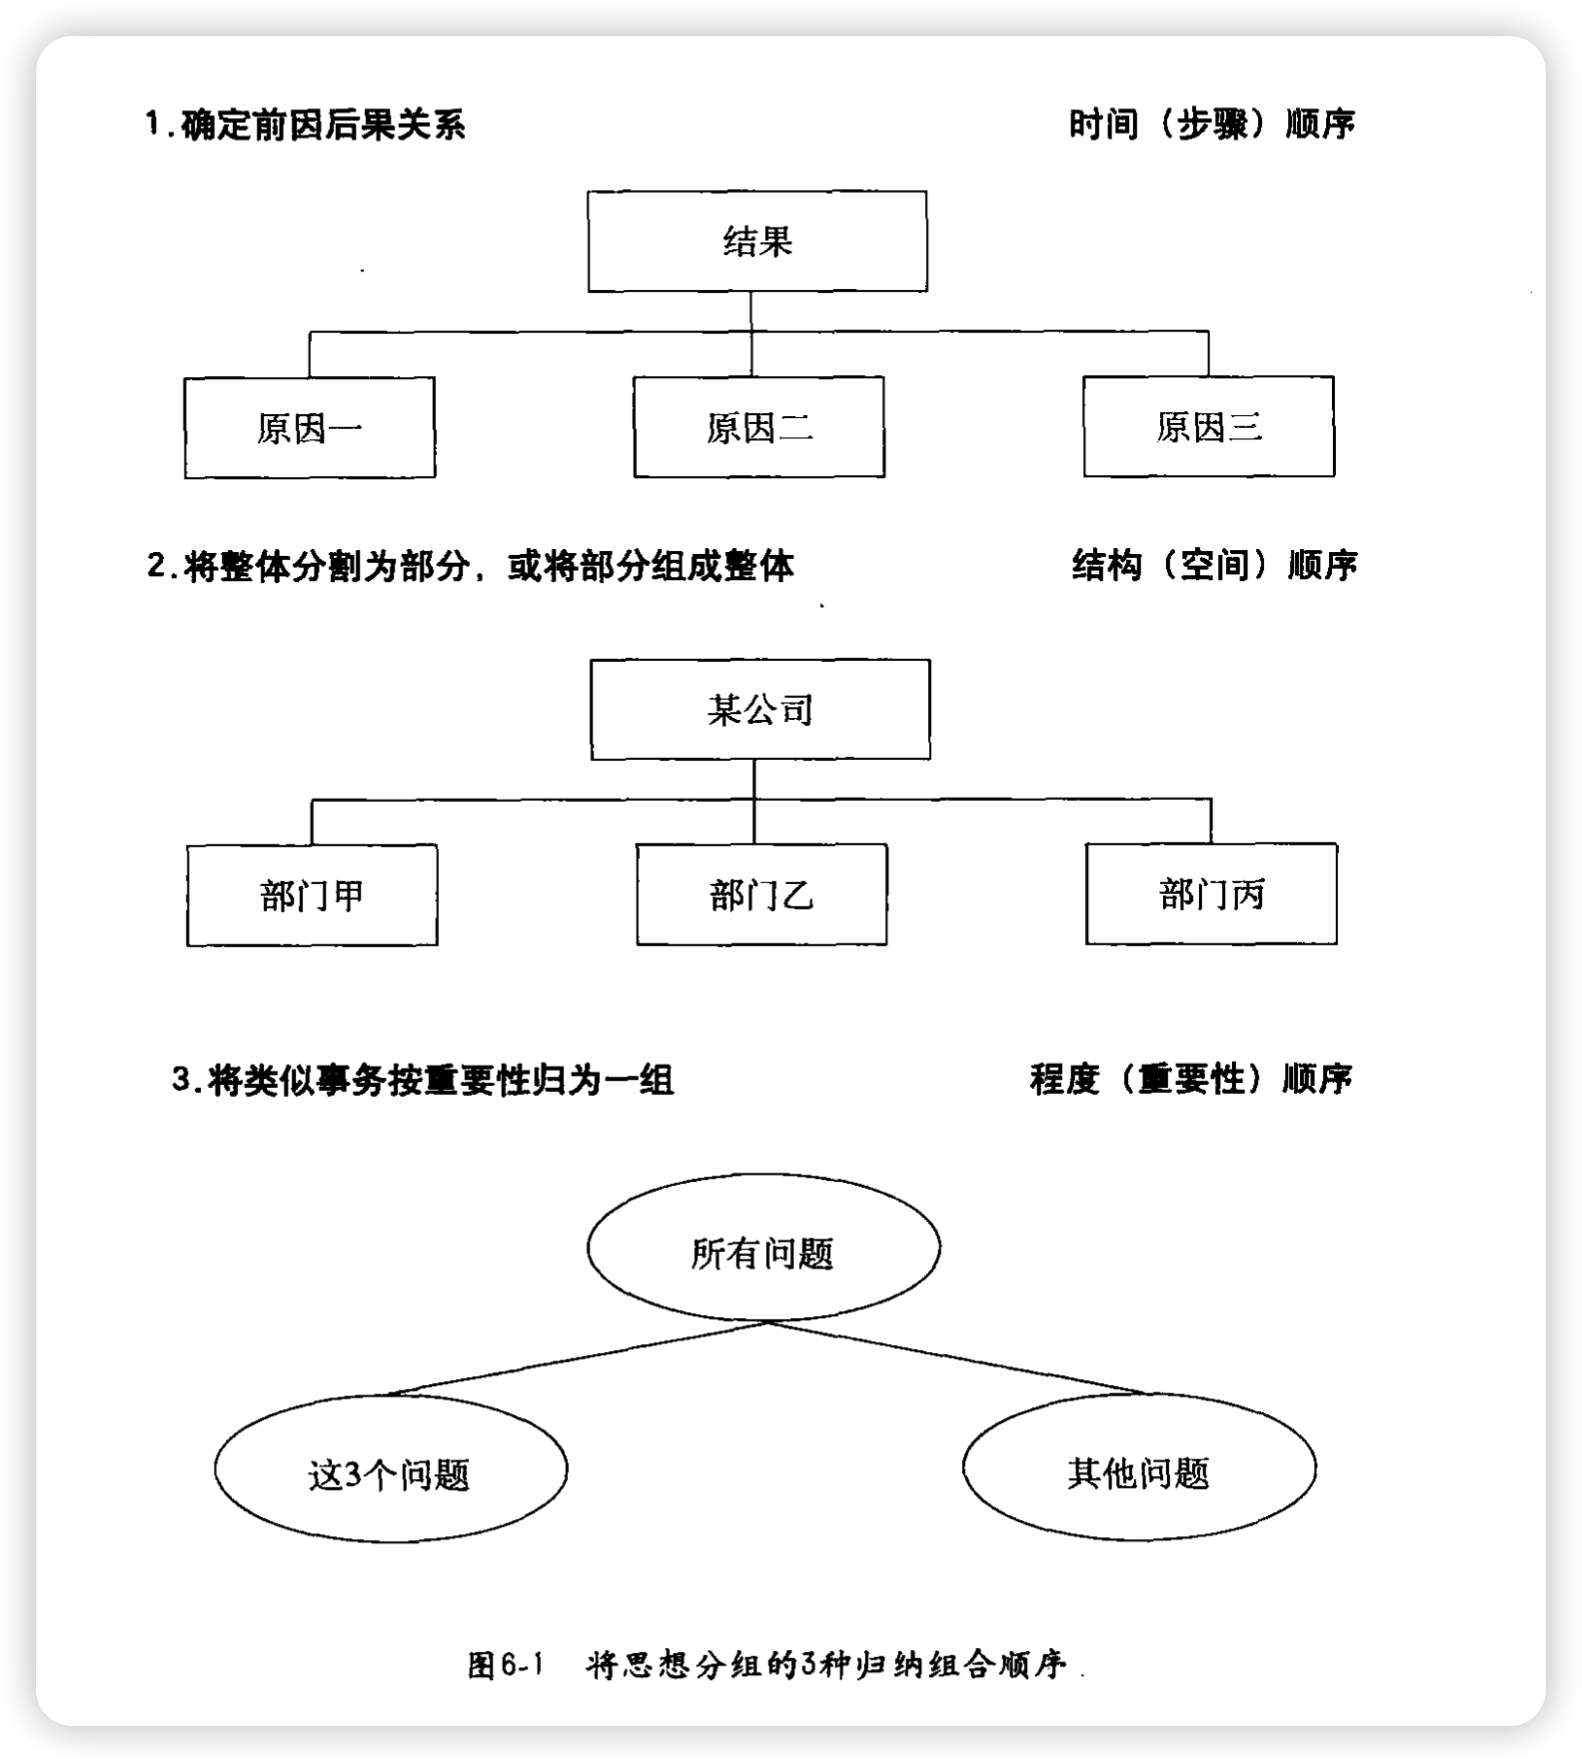 1.确定前因后果关系 时间（步骤）顺序
结果
原因一 原因二 原因三
2.将整体分割为部分，或将部分组成整体 结构（空间）顺序
某公司
部门甲 部门乙 部门丙
3.将类似事务按重要性归为一组 程度（重要性）顺序
所有问题
这3个问题 其他问题
图6-1 将思想分组的3种归纳组合顺序